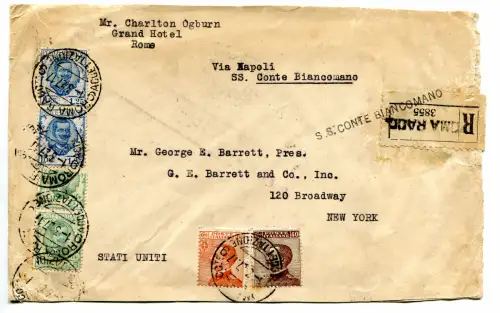 Mr. Charlton Ogburn
Grand Hotel
Rome
Via Napoli
SS. Conte Biancomano
S.S. CONTE BIANCOMANO
R
ROMA RACC.
3855
Mr. George E. Barrett, Pres.
G. E. Barrett and Co., Inc.
120 Broadway
NEW YORK
STATI UNITI